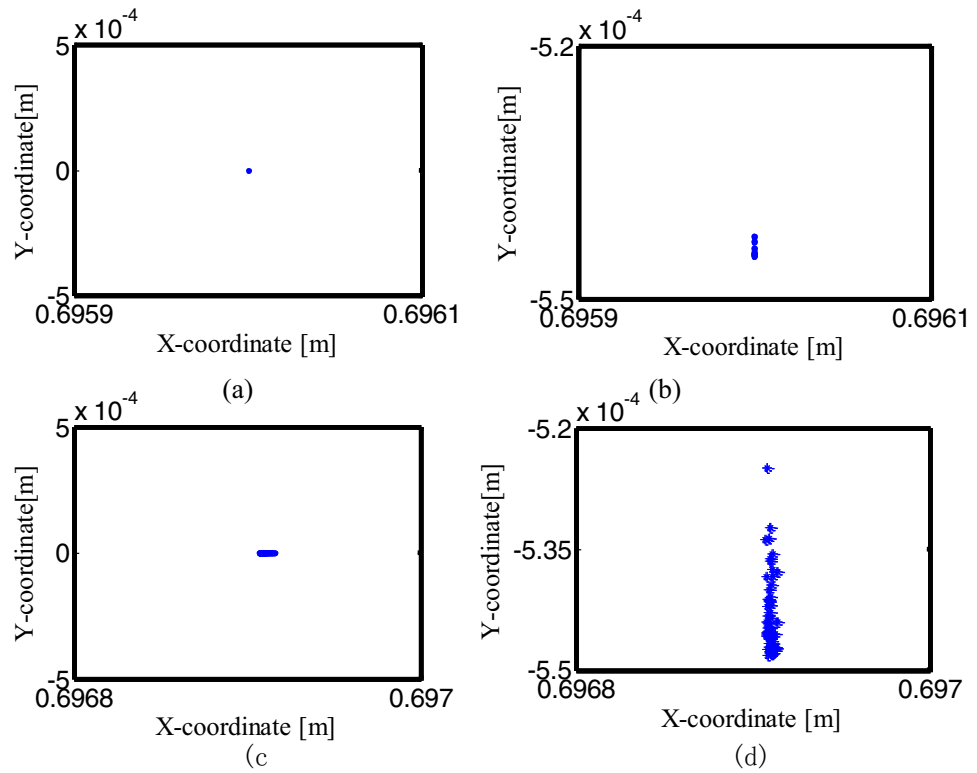 x 10-4
5
Y-coordinate[m]
0
-5
0.6959
0.6961
X-coordinate [m]
(a)
x 10-4
-5.2
Y-coordinate[m]
-5.5
0.6959
0.6961
X-coordinate [m]
(b)
x 10-4
5
Y-coordinate[m]
0
-5
0.6968
0.697
X-coordinate [m]
(c
x 10-4
-5.2
Y-coordinate[m]
-5.35
-5.5
0.6968
0.697
X-coordinate [m]
(d)